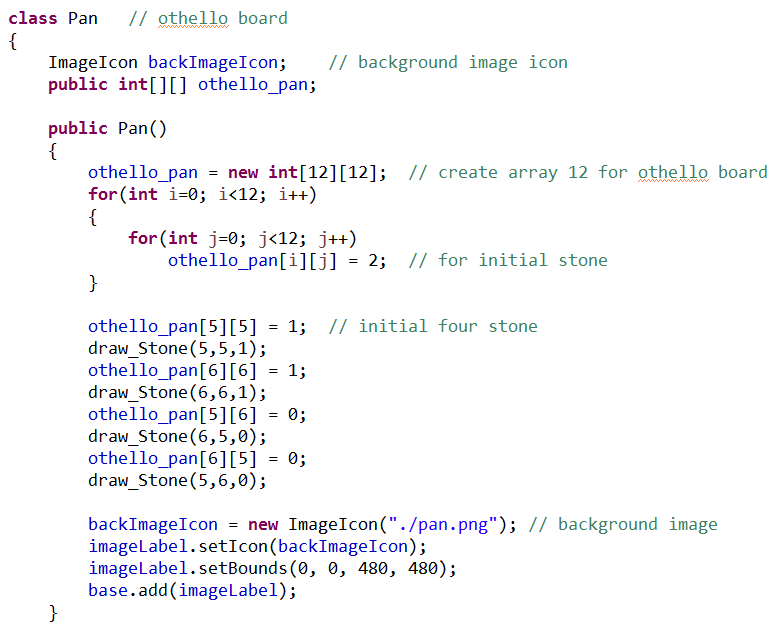 class Pan   // othello board
{
    ImageIcon backImageIcon;    // background image icon
    public int[][] othello_pan;

    public Pan()
    {
        othello_pan = new int[12][12];  // create array 12 for othello board
        for(int i=0; i<12; i++)
        {
            for(int j=0; j<12; j++)
                othello_pan[i][j] = 2;  // for initial stone
        }

        othello_pan[5][5] = 1;  // initial four stone
        draw_Stone(5,5,1);
        othello_pan[6][6] = 1;
        draw_Stone(6,6,1);
        othello_pan[5][6] = 0;
        draw_Stone(6,5,0);
        othello_pan[6][5] = 0;
        draw_Stone(5,6,0);

        backImageIcon = new ImageIcon("./pan.png"); // background image
        imageLabel.setIcon(backImageIcon);
        imageLabel.setBounds(0, 0, 480, 480);
        base.add(imageLabel);
    }